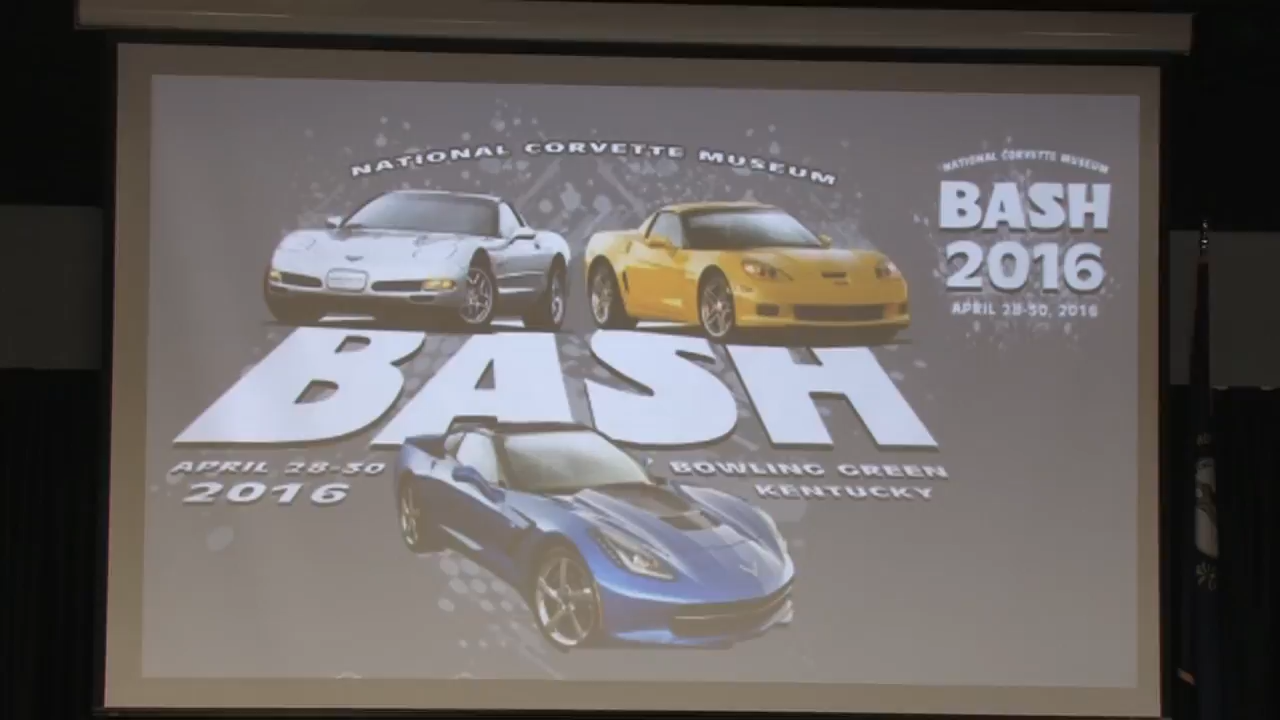 NATIONAL CORVETTE MUSEUM
BASH
APRIL 28-30
2016
BOWLING GREEN
KENTUCKY
NATIONAL CORVETTE MUSEUM
BASH
2016
APRIL 28-30, 2016